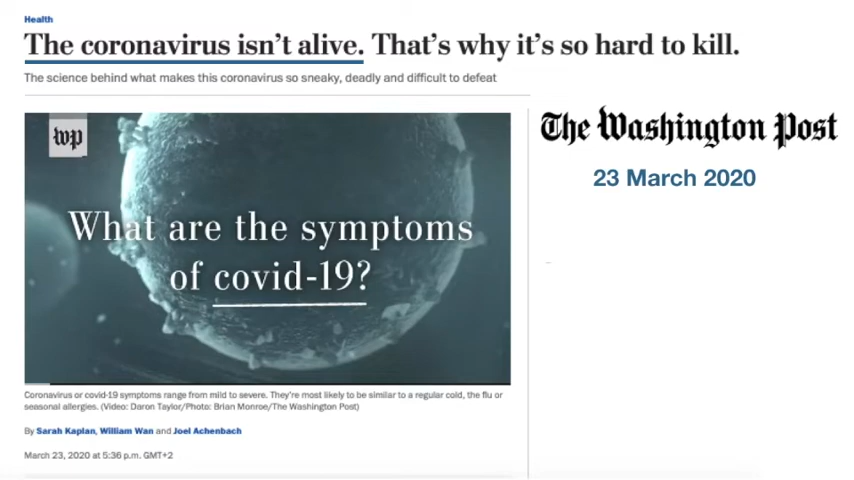 Health
The coronavirus isn't alive. That's why it's so hard to kill.
The science behind what makes this coronavirus so sneaky, deadly and difficult to defeat
wp
The Washington Post
23 March 2020
What are the symptoms
of covid-19?
Coronavirus or covid-19 symptoms range from mild to severe. They're most likely to be similar to a regular cold, the flu or
seasonal allergies. (Video: Daron Taylor/Photo: Brian Monroe/The Washington Post)
By Sarah Kaplan, William Wan and Joel Achenbach
March 23, 2020 at 5:36 p.m. GMT+2